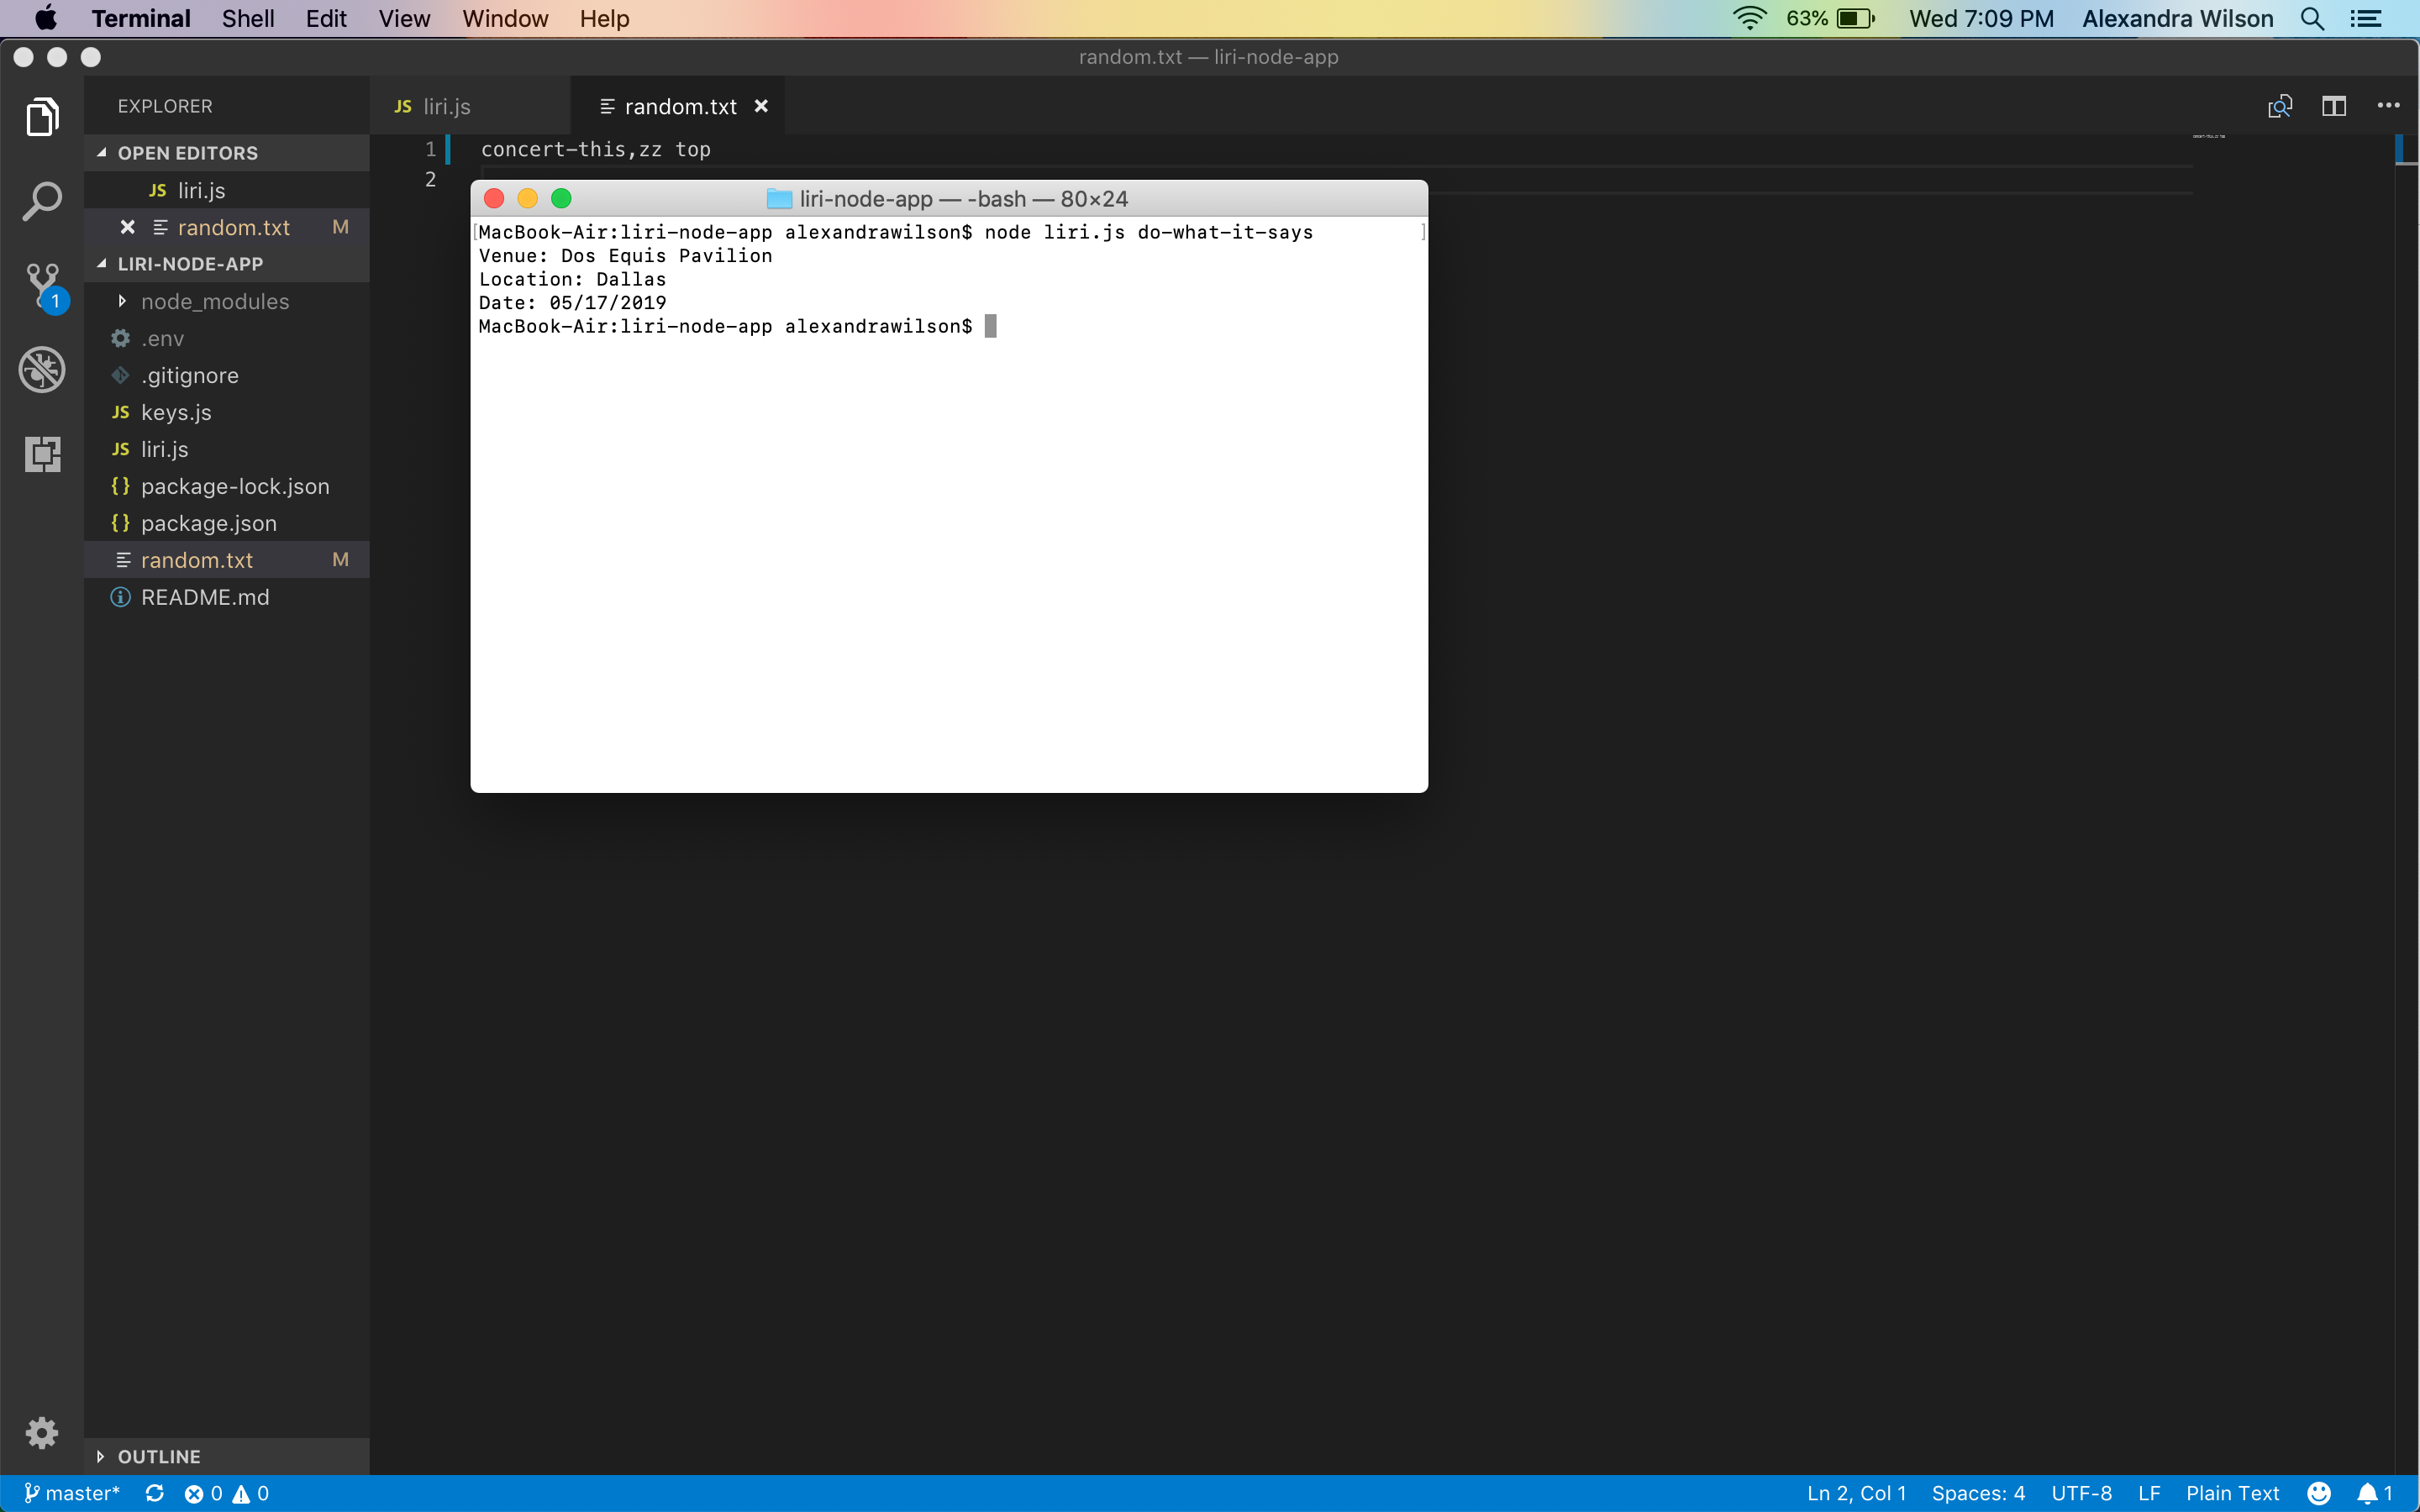 Terminal Shell Edit View Window Help 63% Wed 7:09 PM Alexandra Wilson
random.txt — liri-node-app
EXPLORER
JS liri.js random.txt
OPEN EDITORS
JS liri.js
random.txt M
LIRI-NODE-APP
node_modules
.env
.gitignore
JS keys.js
JS liri.js
{} package-lock.json
{} package.json
random.txt M
README.md
OUTLINE
1
1 concert-this,zz top
2
liri-node-app — -bash — 80×24
[MacBook-Air:liri-node-app alexandrawilson$ node liri.js do-what-it-says ]
Venue: Dos Equis Pavilion
Location: Dallas
Date: 05/17/2019
MacBook-Air:liri-node-app alexandrawilson$
master* 0 0 Ln 2, Col 1 Spaces: 4 UTF-8 LF Plain Text 1